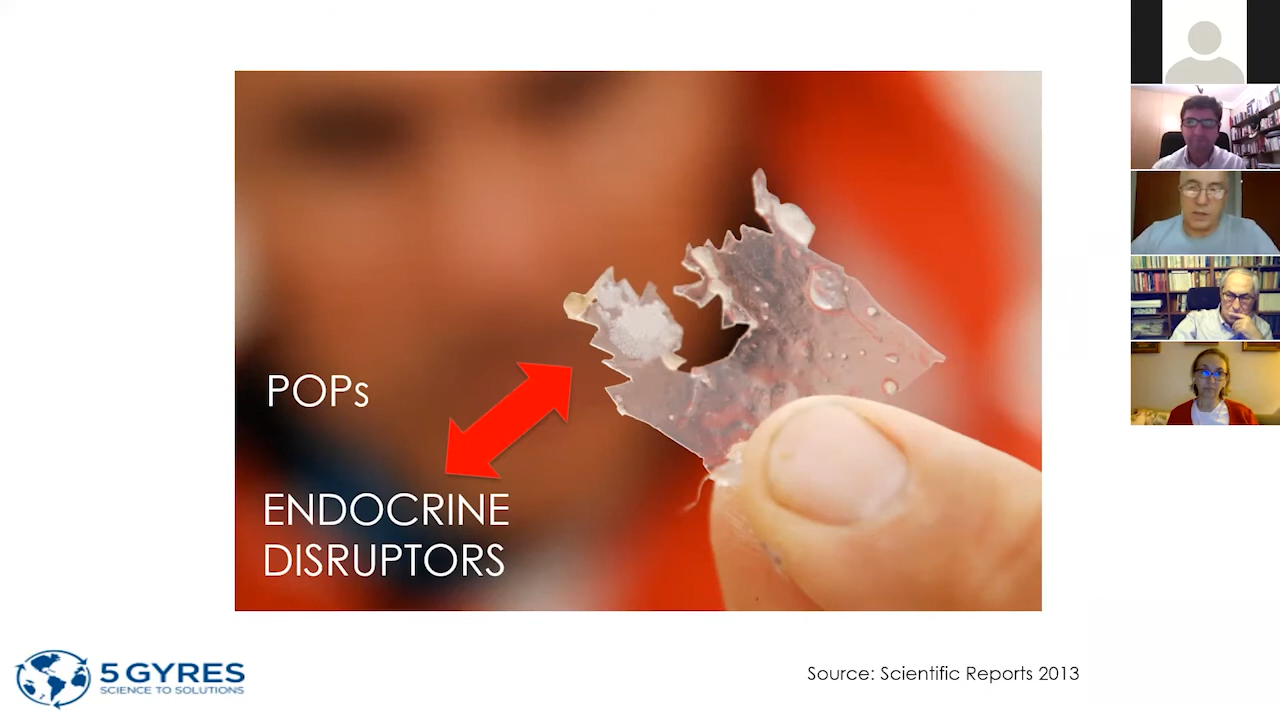 POPs
ENDOCRINE
DISRUPTORS
5 GYRES
SCIENCE TO SOLUTIONS
Source: Scientific Reports 2013